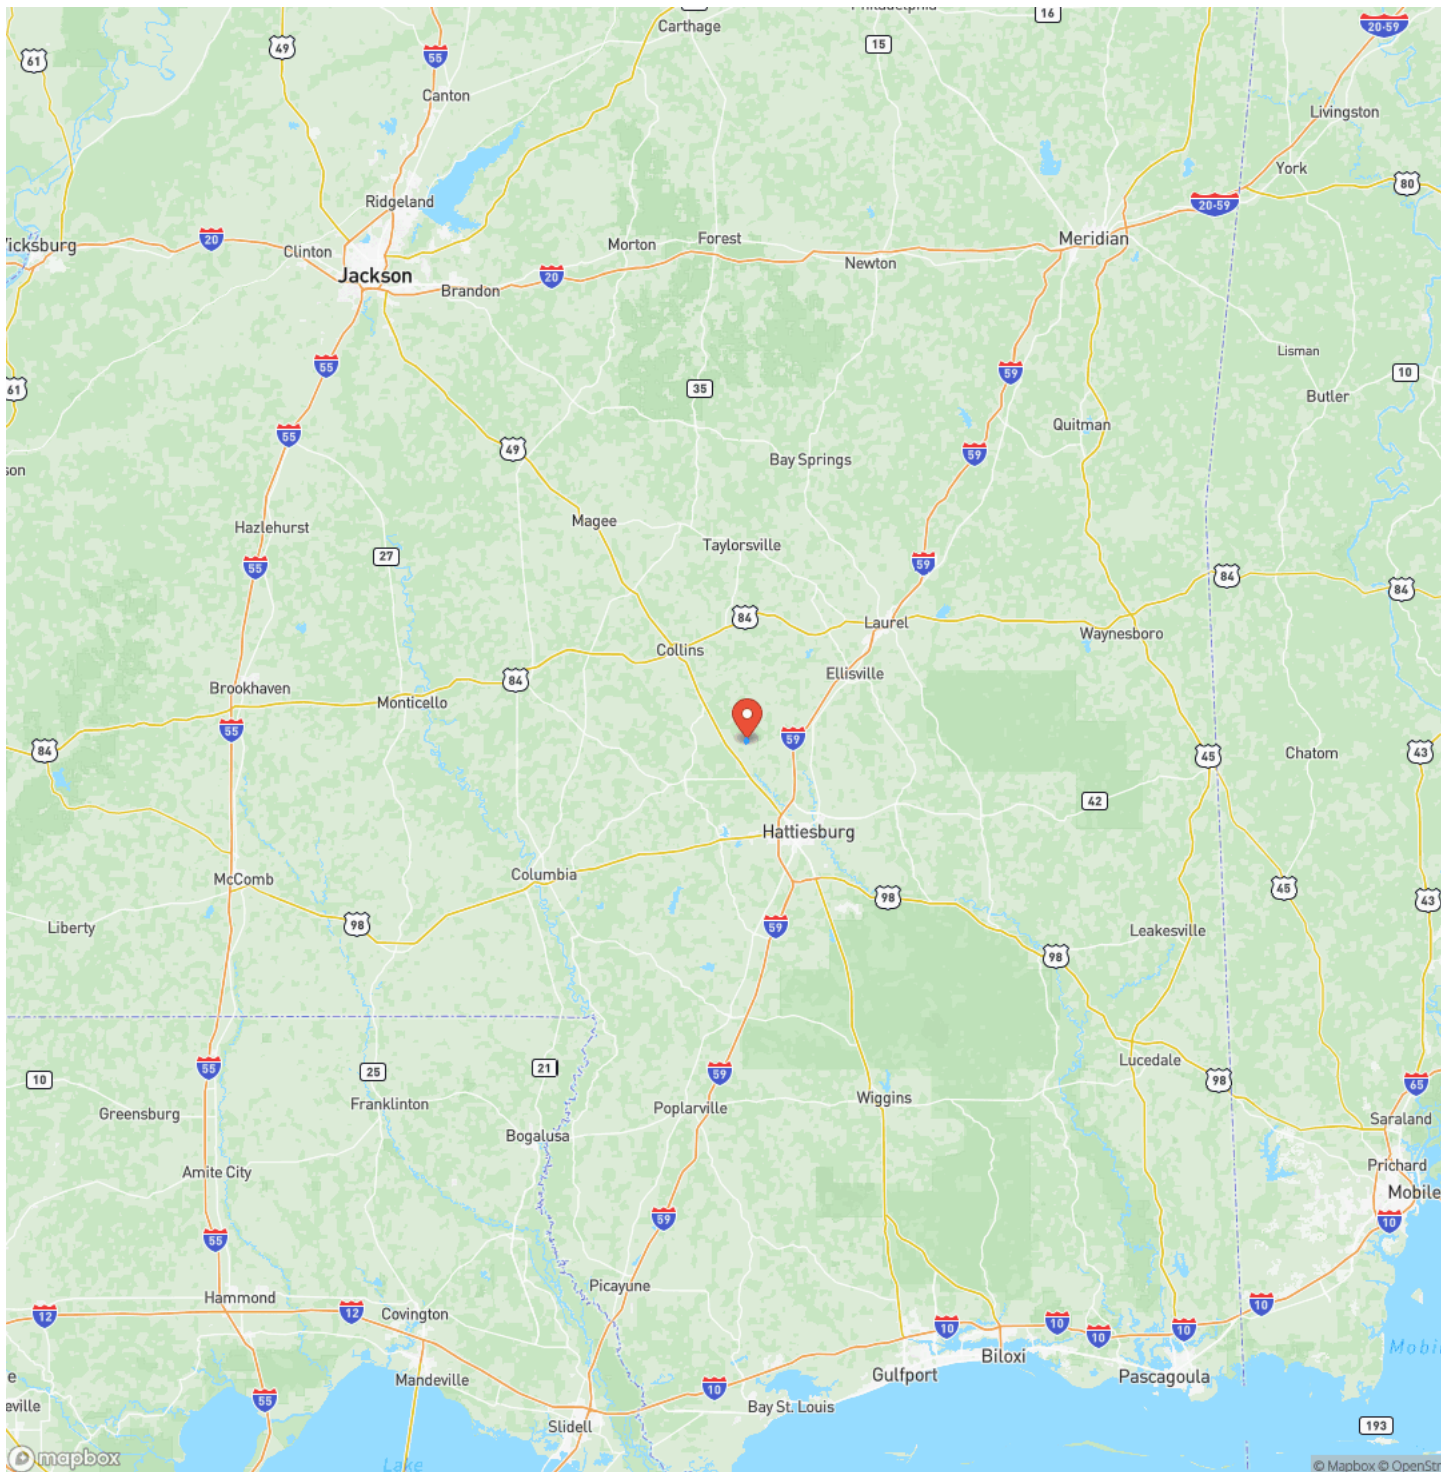 Carthage
Philadelphia
16
20-59
49
15
61
55
Canton
Livingston
York
80
Ridgeland
20-59
Vicksburg
20
Clinton
Morton
Forest
Meridian
Newton
Jackson
20
Brandon
Lisman
55
59
10
61
35
Butler
Quitman
55
49
59
Bay Springs
son
Magee
Hazlehurst
Taylorsville
27
55
59
84
84
84
Laurel
Waynesboro
Collins
84
Ellisville
Brookhaven
Monticello
55
59
84
45
Chatom
43
42
Hattiesburg
Columbia
McComb
45
98
43
98
59
Liberty
Leakesville
98
Lucedale
55
21
25
59
10
98
65
Wiggins
Franklinton
Poplarville
Greensburg
Saraland
Bogalusa
Prichard
Amite City
Mobile
59
10
55
Picayune
Hammond
10
12
12
Covington
10
10
10
10
Biloxi
e
Gulfport
Pascagoula
Mandeville
10
55
eville
Bay St. Louis
Slidell
193
mapbox
Lake
© Mapbox © OpenStr